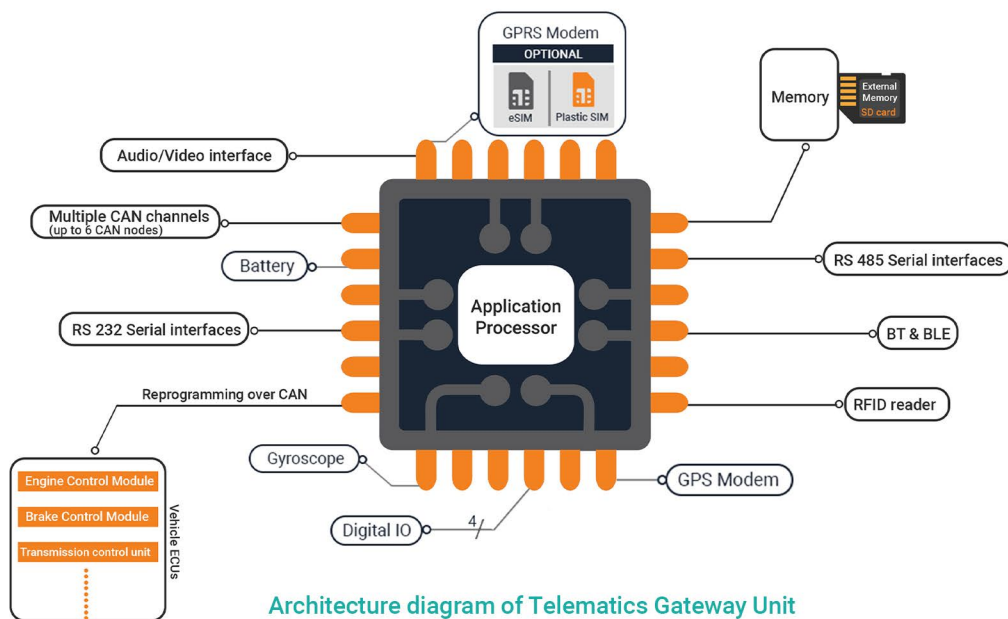 GPRS Modem
OPTIONAL
eSIM
Plastic SIM
Memory
External
Memory
SD card
Audio/Video interface
Multiple CAN channels
(up to 6 CAN nodes)
Battery
RS 485 Serial interfaces
Application
Processor
RS 232 Serial interfaces
BT & BLE
Reprogramming over CAN
RFID reader
Gyroscope
GPS Modem
Engine Control Module
Brake Control Module
Transmission control unit
Vehicle ECUs
Digital IO
4
Architecture diagram of Telematics Gateway Unit